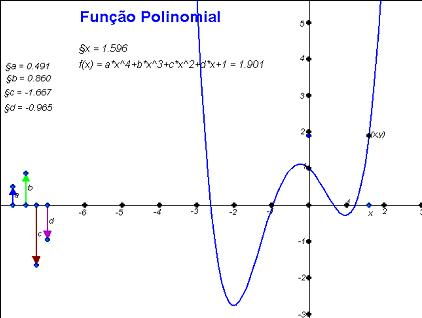 Função Polinomial
§x = 1.596
f(x) = a*x^4+b*x^3+c*x^2+d*x+1 = 1.901
§a = 0.491
§b = 0.860
§c = -1.667
§d = -0.965
5
4
3
2
(x,y)
1
a
b
c
d
-6 -5 -4 -3 -2 -1 1 x 2
-1
-2
-3